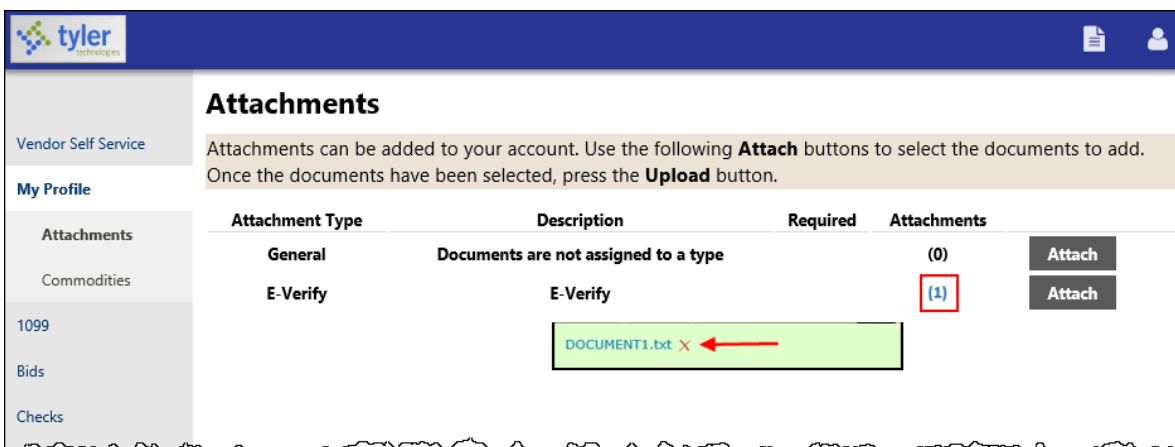 tyler
technologies
Attachments
Vendor Self Service
Attachments can be added to your account. Use the following Attach buttons to select the documents to add.
Once the documents have been selected, press the Upload button.
My Profile
Attachment Type Description Required Attachments
Attachments
General Documents are not assigned to a type (0) Attach
Commodities
E-Verify E-Verify (1) Attach
1099
DOCUMENT1.txt X
Bids
Checks